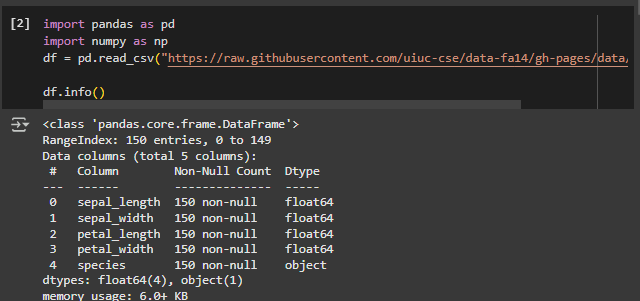 [2] import pandas as pd
import numpy as np
df = pd.read_csv("https://raw.githubusercontent.com/uiuc-cse/data-fa14/gh-pages/data/
df.info()
<class 'pandas.core.frame.DataFrame'>
RangeIndex: 150 entries, 0 to 149
Data columns (total 5 columns):
 #   Column        Non-Null Count  Dtype
---  ------        --------------  -----
 0   sepal_length  150 non-null    float64
 1   sepal_width   150 non-null    float64
 2   petal_length  150 non-null    float64
 3   petal_width   150 non-null    float64
 4   species       150 non-null    object
dtypes: float64(4), object(1)
memory usage: 6.0+ KB